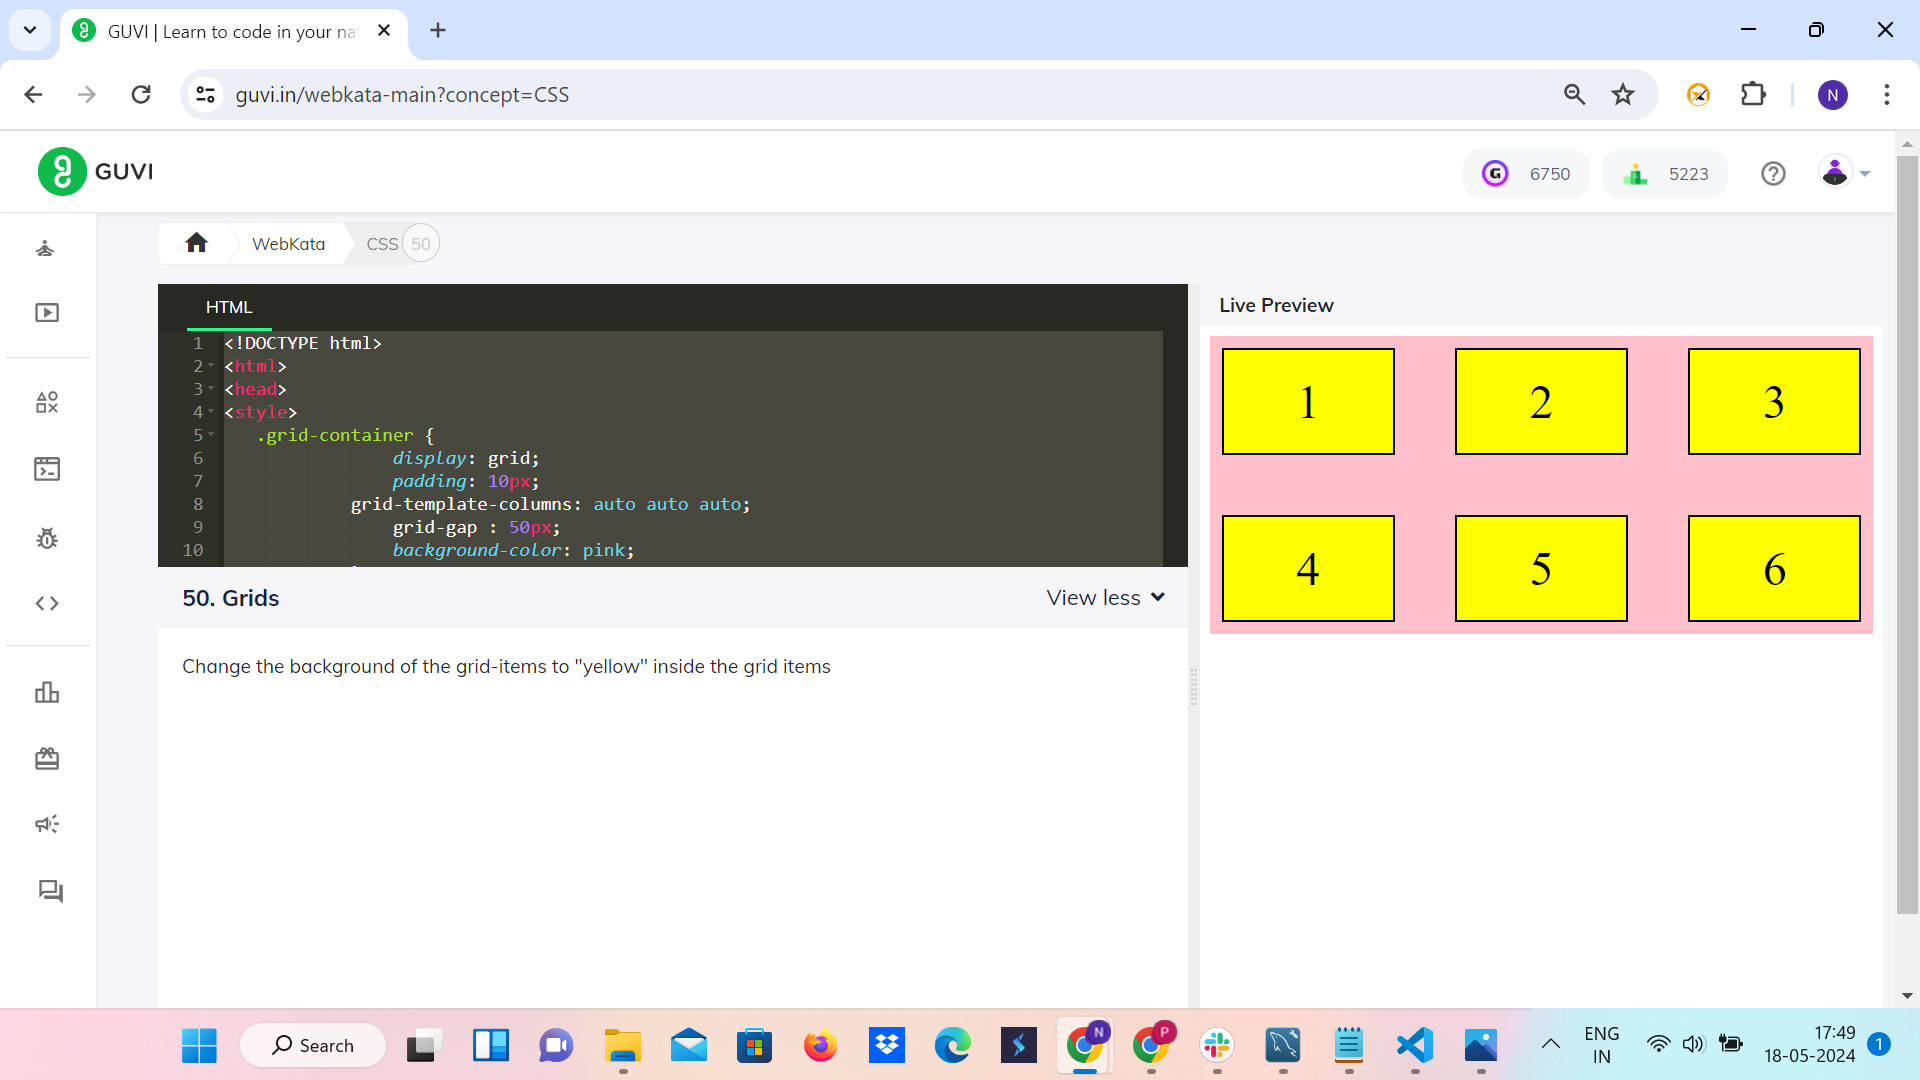 GUVI | Learn to code in your na
guvi.in/webkata-main?concept=CSS
N
GUVI
G
6750
5223
WebKata
CSS
50
HTML
1 <!DOCTYPE html>
2 <html>
3 <head>
4 <style>
5 .grid-container {
6 display: grid;
7 padding: 10px;
8 grid-template-columns: auto auto auto;
9 grid-gap : 50px;
10 background-color: pink;
50. Grids
View less
Change the background of the grid-items to "yellow" inside the grid items
Live Preview
1 2 3
4 5 6
Search
N
P
ENG
IN
17:49
18-05-2024
1